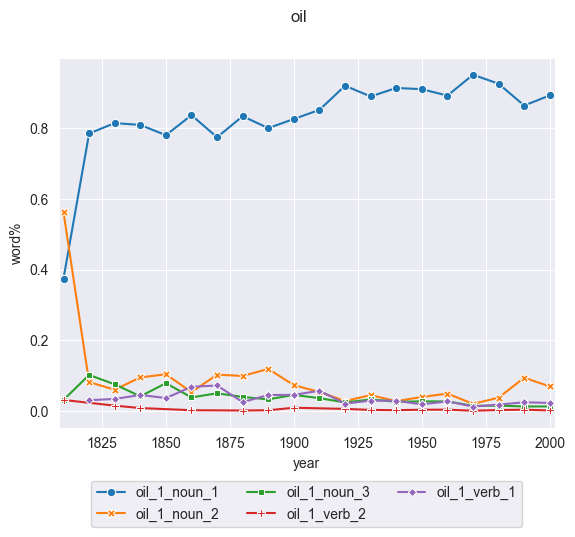 oil
word%
0.8
0.6
0.4
0.2
0.0
1825 1850 1875 1900 1925 1950 1975 2000
year
oil_1_noun_1 oil_1_noun_3 oil_1_verb_1
oil_1_noun_2 oil_1_verb_2